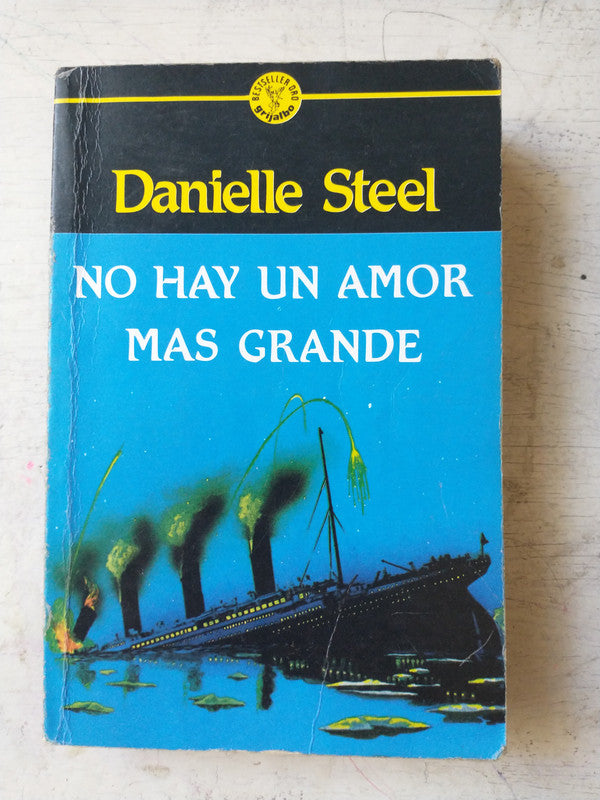 BESTSELLER ORO
grijalbo
Danielle Steel
NO HAY UN AMOR
MAS GRANDE